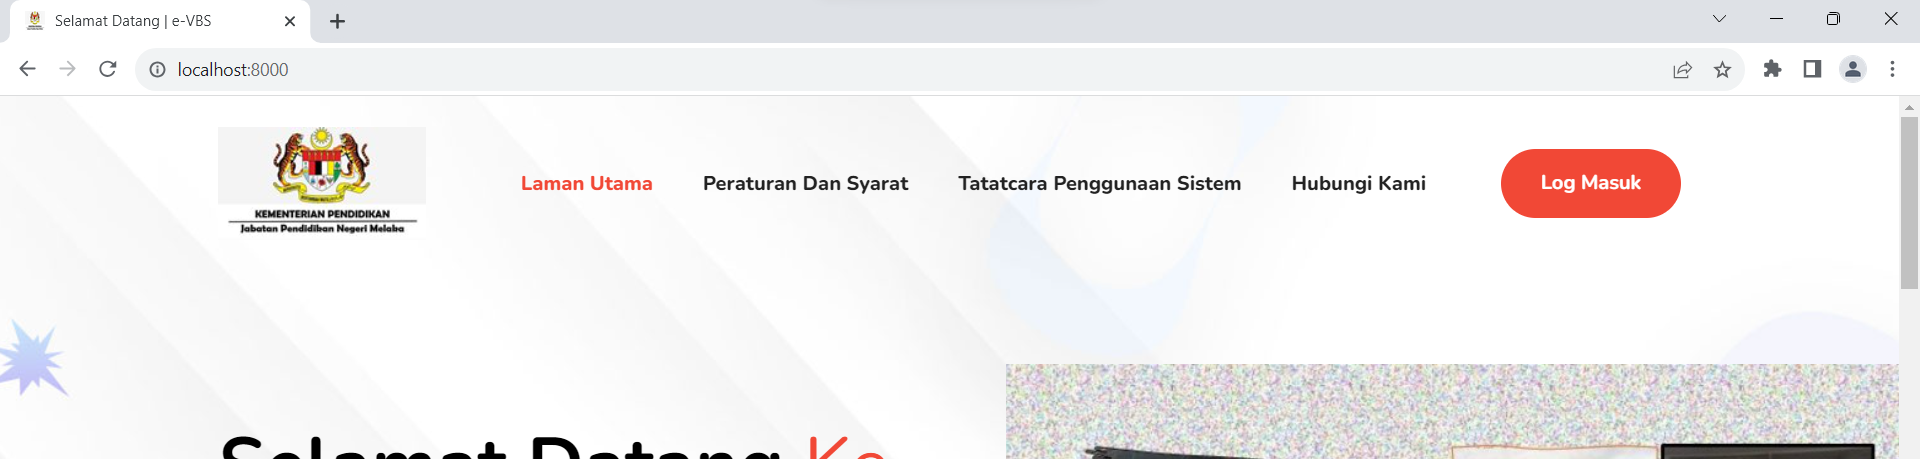 Selamat Datang | e-VBS
localhost:8000
KEMENTERIAN PENDIDIKAN
Jabatan Pendidikan Negeri Melaka
Laman Utama
Peraturan Dan Syarat
Tatatcara Penggunaan Sistem
Hubungi Kami
Log Masuk
Selamat Datang Ke